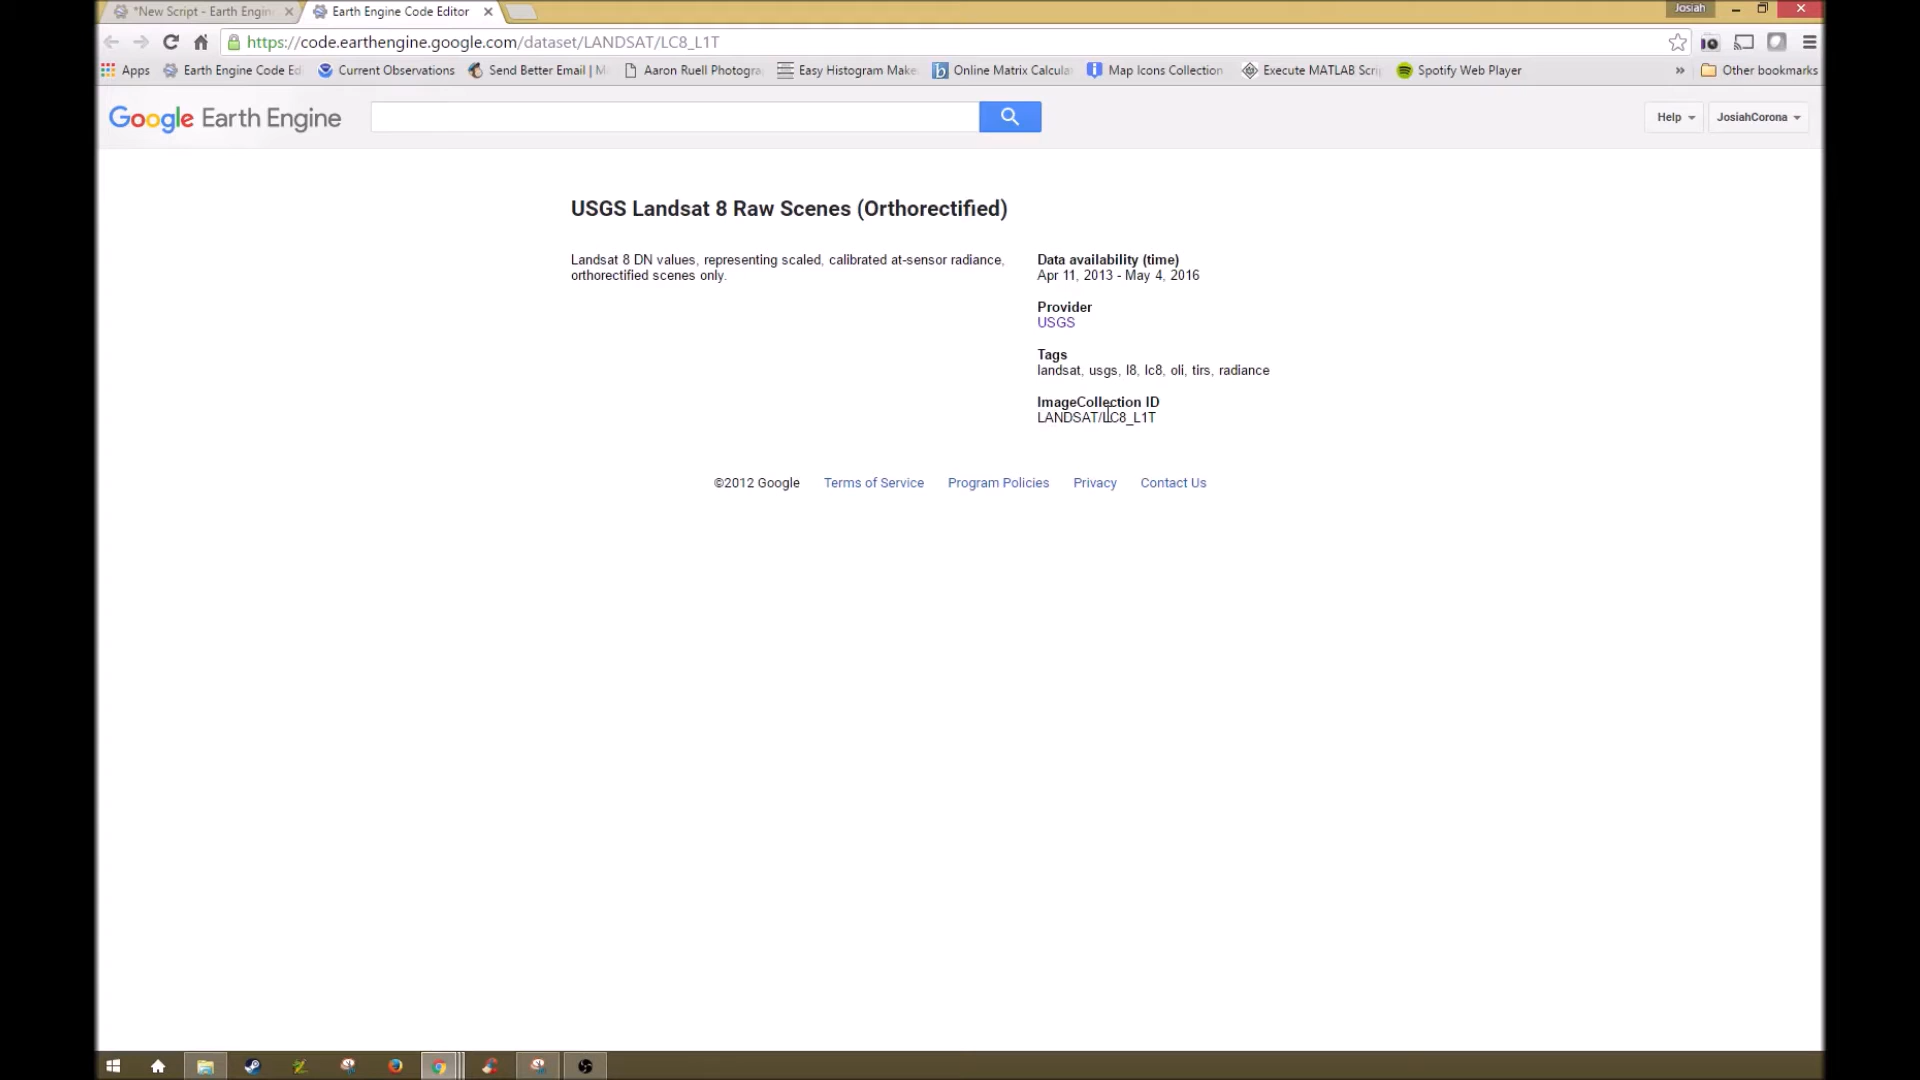 *New Script - Earth Engin
Earth Engine Code Editor
Josiah
https://code.earthengine.google.com/dataset/LANDSAT/LC8_L1T
Apps
Earth Engine Code Ed
Current Observations
Send Better Email | M
Aaron Ruell Photogra
Easy Histogram Make
Online Matrix Calcula
Map Icons Collection
Execute MATLAB Scrip
Spotify Web Player
»
Other bookmarks
Google Earth Engine
Help
JosiahCorona
USGS Landsat 8 Raw Scenes (Orthorectified)
Landsat 8 DN values, representing scaled, calibrated at-sensor radiance,
orthorectified scenes only.
Data availability (time)
Apr 11, 2013 - May 4, 2016
Provider
USGS
Tags
landsat, usgs, l8, lc8, oli, tirs, radiance
ImageCollection ID
LANDSAT/LC8_L1T
©2012 Google
Terms of Service
Program Policies
Privacy
Contact Us